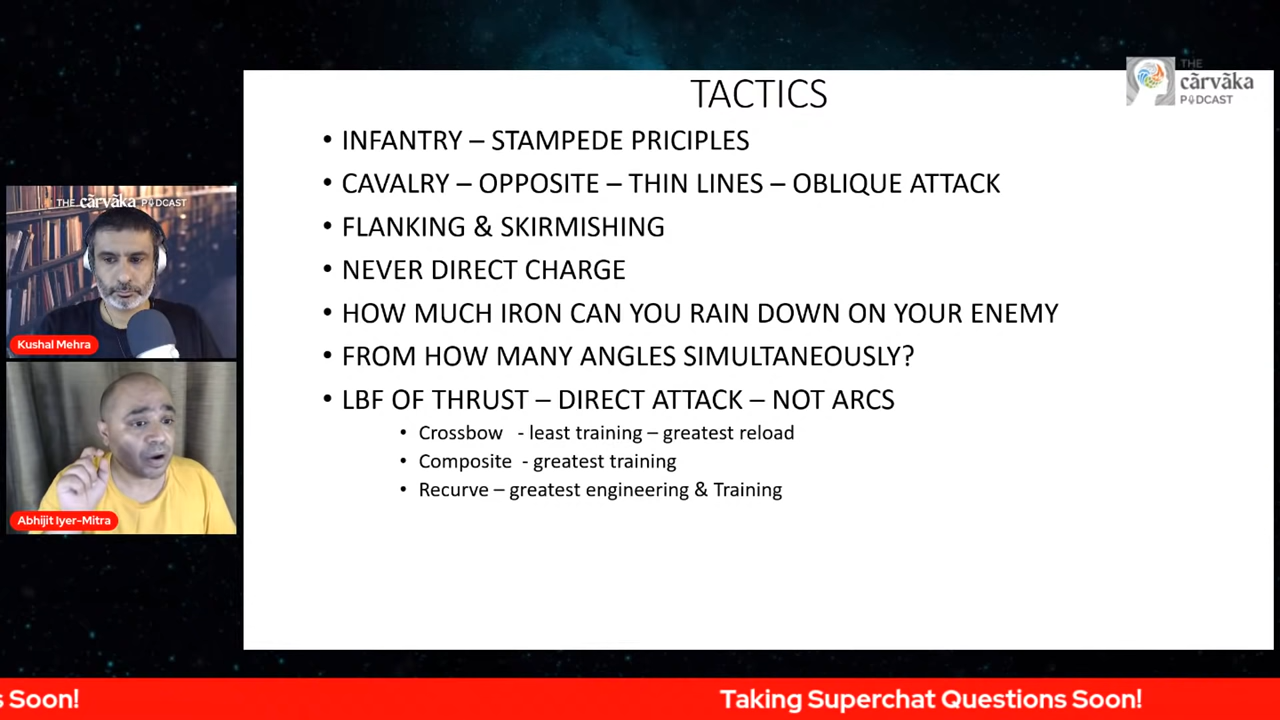 THE
cārvāka
PODCAST
TACTICS
• INFANTRY – STAMPEDE PRICIPLES
• CAVALRY – OPPOSITE – THIN LINES – OBLIQUE ATTACK
• FLANKING & SKIRMISHING
• NEVER DIRECT CHARGE
• HOW MUCH IRON CAN YOU RAIN DOWN ON YOUR ENEMY
• FROM HOW MANY ANGLES SIMULTANEOUSLY?
• LBF OF THRUST – DIRECT ATTACK – NOT ARCS
• Crossbow - least training – greatest reload
• Composite - greatest training
• Recurve – greatest engineering & Training
THE cārvāka PODCAST
Kushal Mehra
Abhijit Iyer-Mitra
s Soon!
Taking Superchat Questions Soon!